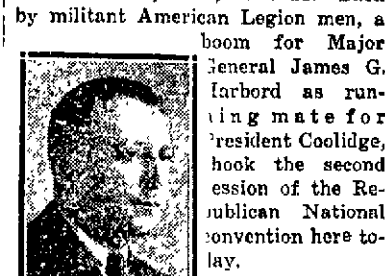 by militant American Legion men, a
boom for Major
General James G.
Harbord as run-
ning mate for
President Coolidge,
shook the second
session of the Re-
publican National
convention here to-
day.